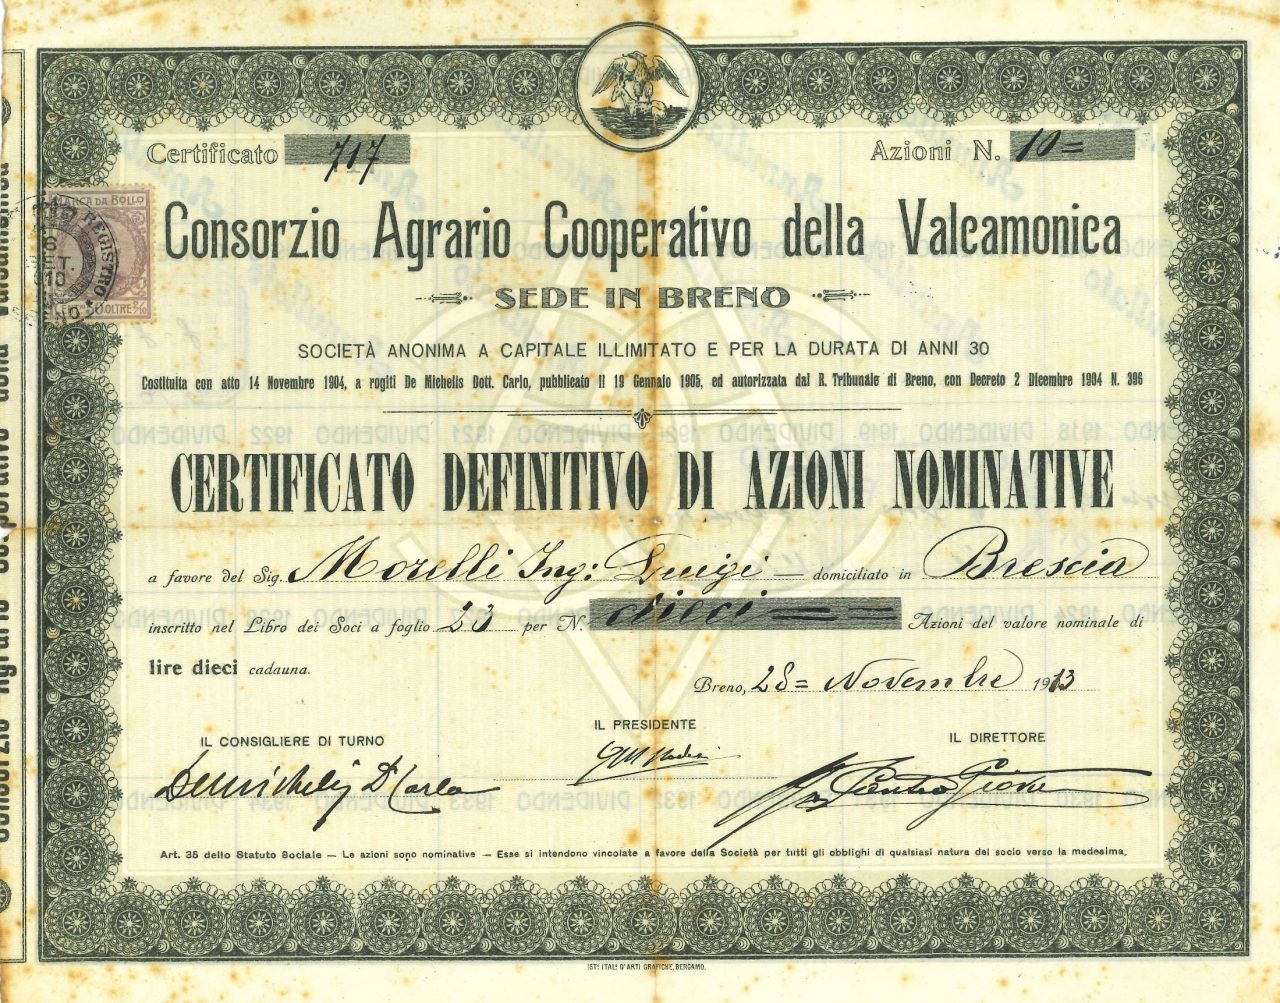 Certificato 717
Azioni N. 10=
MARCA DA BOLLO
REGISTRO
Consorzio Agrario Cooperativo della Valcamonica
SEDE IN BRENO
SOCIETÀ ANONIMA A CAPITALE ILLIMITATO E PER LA DURATA DI ANNI 30
Costituita con atto 14 Novembre 1904, a rogiti De Michelis Dott. Carlo, pubblicato il 19 Gennaio 1905, ed autorizzata dal R. Tribunale di Breno, con Decreto 2 Dicembre 1904 N. 396
CERTIFICATO DEFINITIVO DI AZIONI NOMINATIVE
a favore del Sig. Morelli Ing: Luigi — domiciliato in Brescia
inscritto nel Libro dei Soci a foglio 23 per N. dieci == Azioni del valore nominale di
lire dieci cadauna.
Breno, 28= Novembre 1913
IL CONSIGLIERE DI TURNO
IL PRESIDENTE
IL DIRETTORE
Art. 35 dello Statuto Sociale — Le azioni sono nominative — Esse si intendono vincolate a favore della Società per tutti gli obblighi di qualsiasi natura del socio verso la medesima.
IST! ITAL! D'ARTI GRAFICHE, BERGAMO.